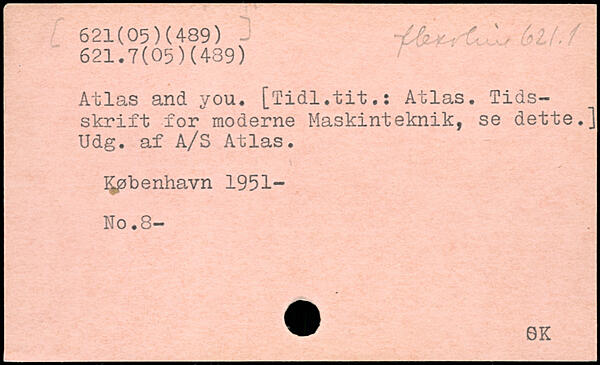 [ 621(05)(489) ] flexoline 621.1
621.7(05)(489)
Atlas and you. [Tidl.tit.: Atlas. Tids-
skrift for moderne Maskinteknik, se dette.]
Udg. af A/S Atlas.
København 1951-
No.8-
ØK